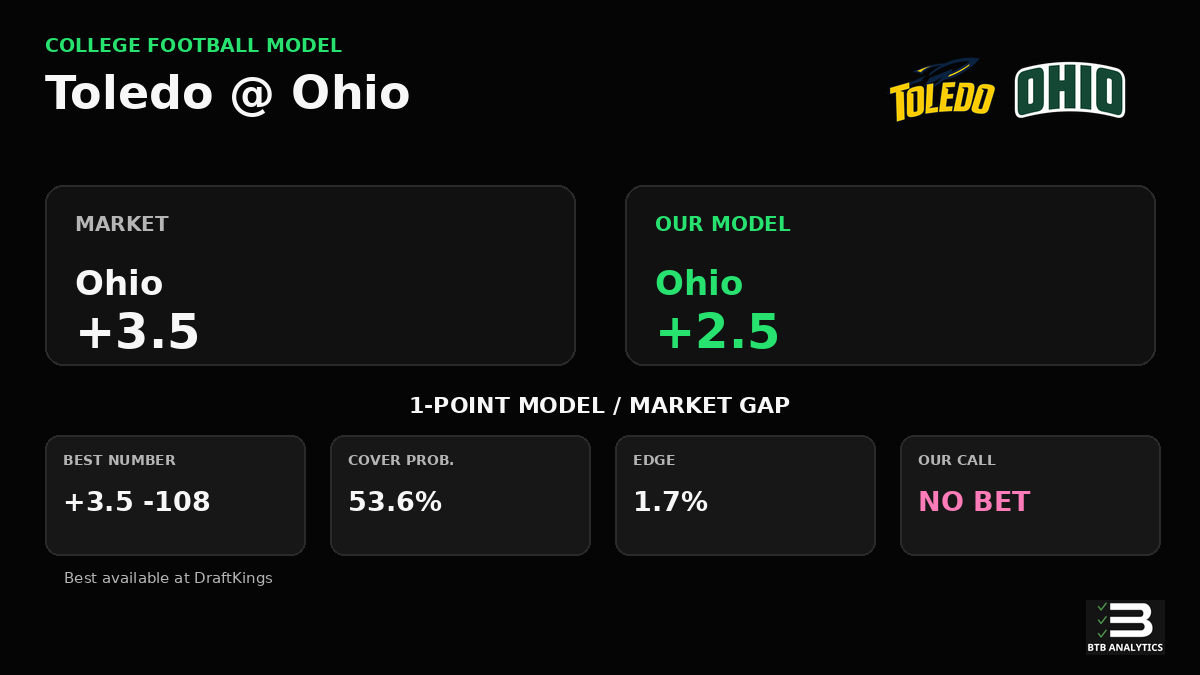 COLLEGE FOOTBALL MODEL
Toledo @ Ohio
TOLEDO
OHIO
MARKET
Ohio
+3.5
OUR MODEL
Ohio
+2.5
1-POINT MODEL / MARKET GAP
BEST NUMBER
+3.5 -108
COVER PROB.
53.6%
EDGE
1.7%
OUR CALL
NO BET
Best available at DraftKings
B
BTB ANALYTICS